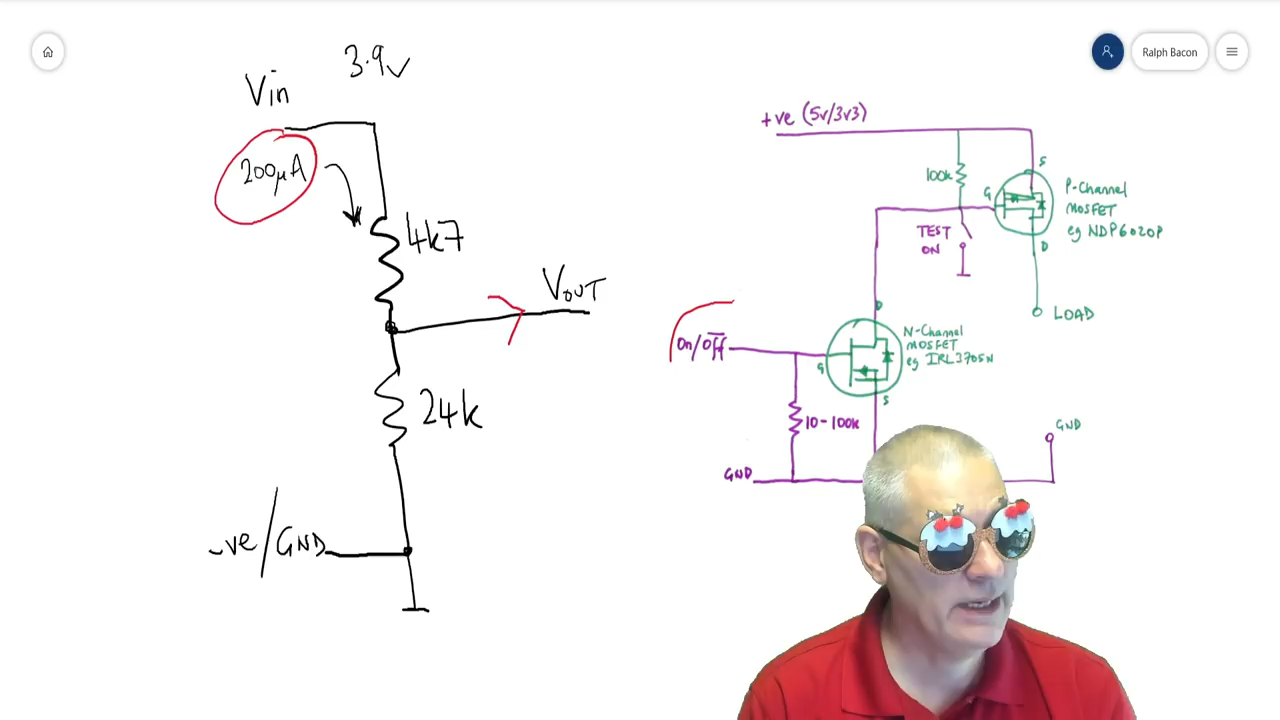 Ralph Bacon
3.9v
Vin
200μA
4k7
VOUT
24k
-ve/GND
+ve (5v/3v3)
100k
S
G
D
P-Channel
MOSFET
eg NDP6020P
TEST
ON
LOAD
On/O̅f̅f̅
D
G
S
N-Channel
MOSFET
eg IRL3705N
10-100k
GND
GND